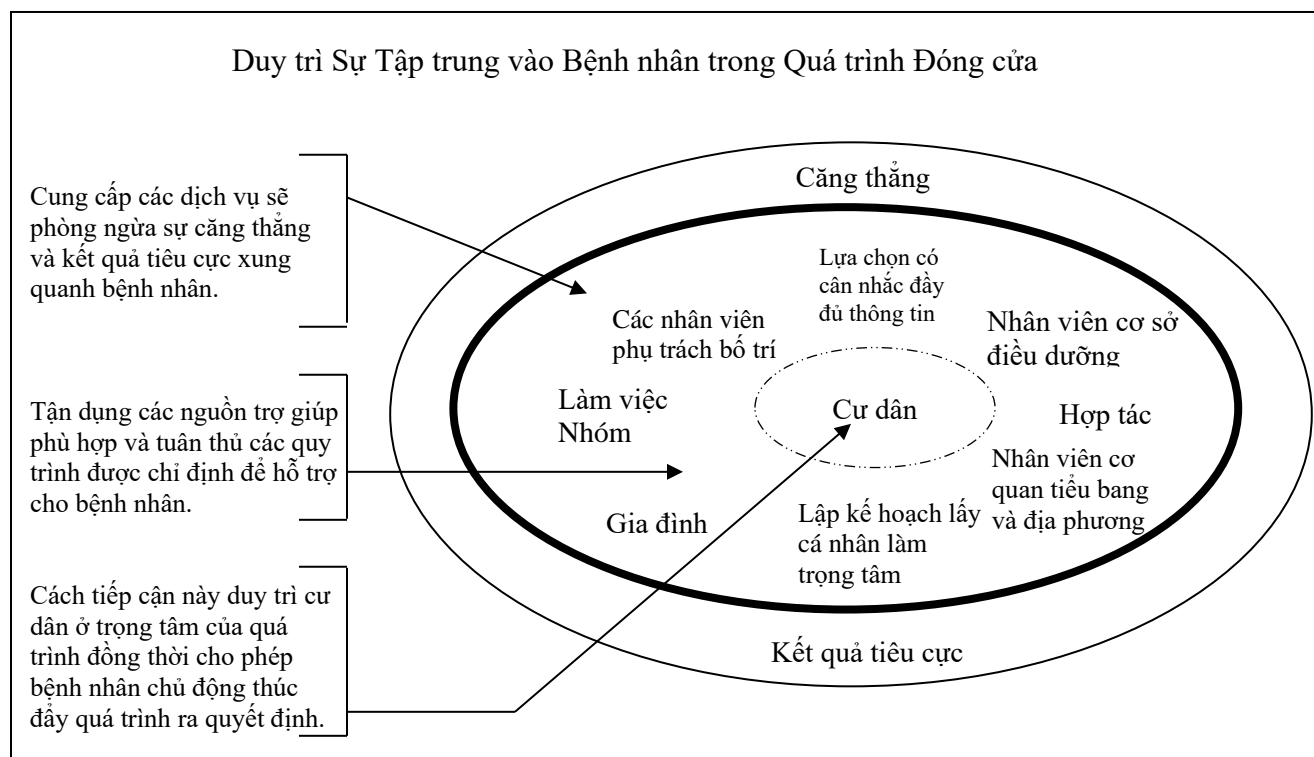 Duy trì Sự Tập trung vào Bệnh nhân trong Quá trình Đóng cửa
Cung cấp các dịch vụ sẽ
phòng ngừa sự căng thẳng
và kết quả tiêu cực xung
quanh bệnh nhân.
Tận dụng các nguồn trợ giúp
phù hợp và tuân thủ các quy
trình được chỉ định để hỗ trợ
cho bệnh nhân.
Cách tiếp cận này duy trì cư
dân ở trọng tâm của quá
trình đồng thời cho phép
bệnh nhân chủ động thúc
đẩy quá trình ra quyết định.
Căng thẳng
Lựa chọn có
cân nhắc đầy
đủ thông tin
Các nhân viên
phụ trách bố trí
Nhân viên cơ sở
điều dưỡng
Làm việc
Nhóm
Cư dân
Hợp tác
Gia đình
Lập kế hoạch lấy
cá nhân làm
trọng tâm
Nhân viên cơ
quan tiểu bang
và địa phương
Kết quả tiêu cực